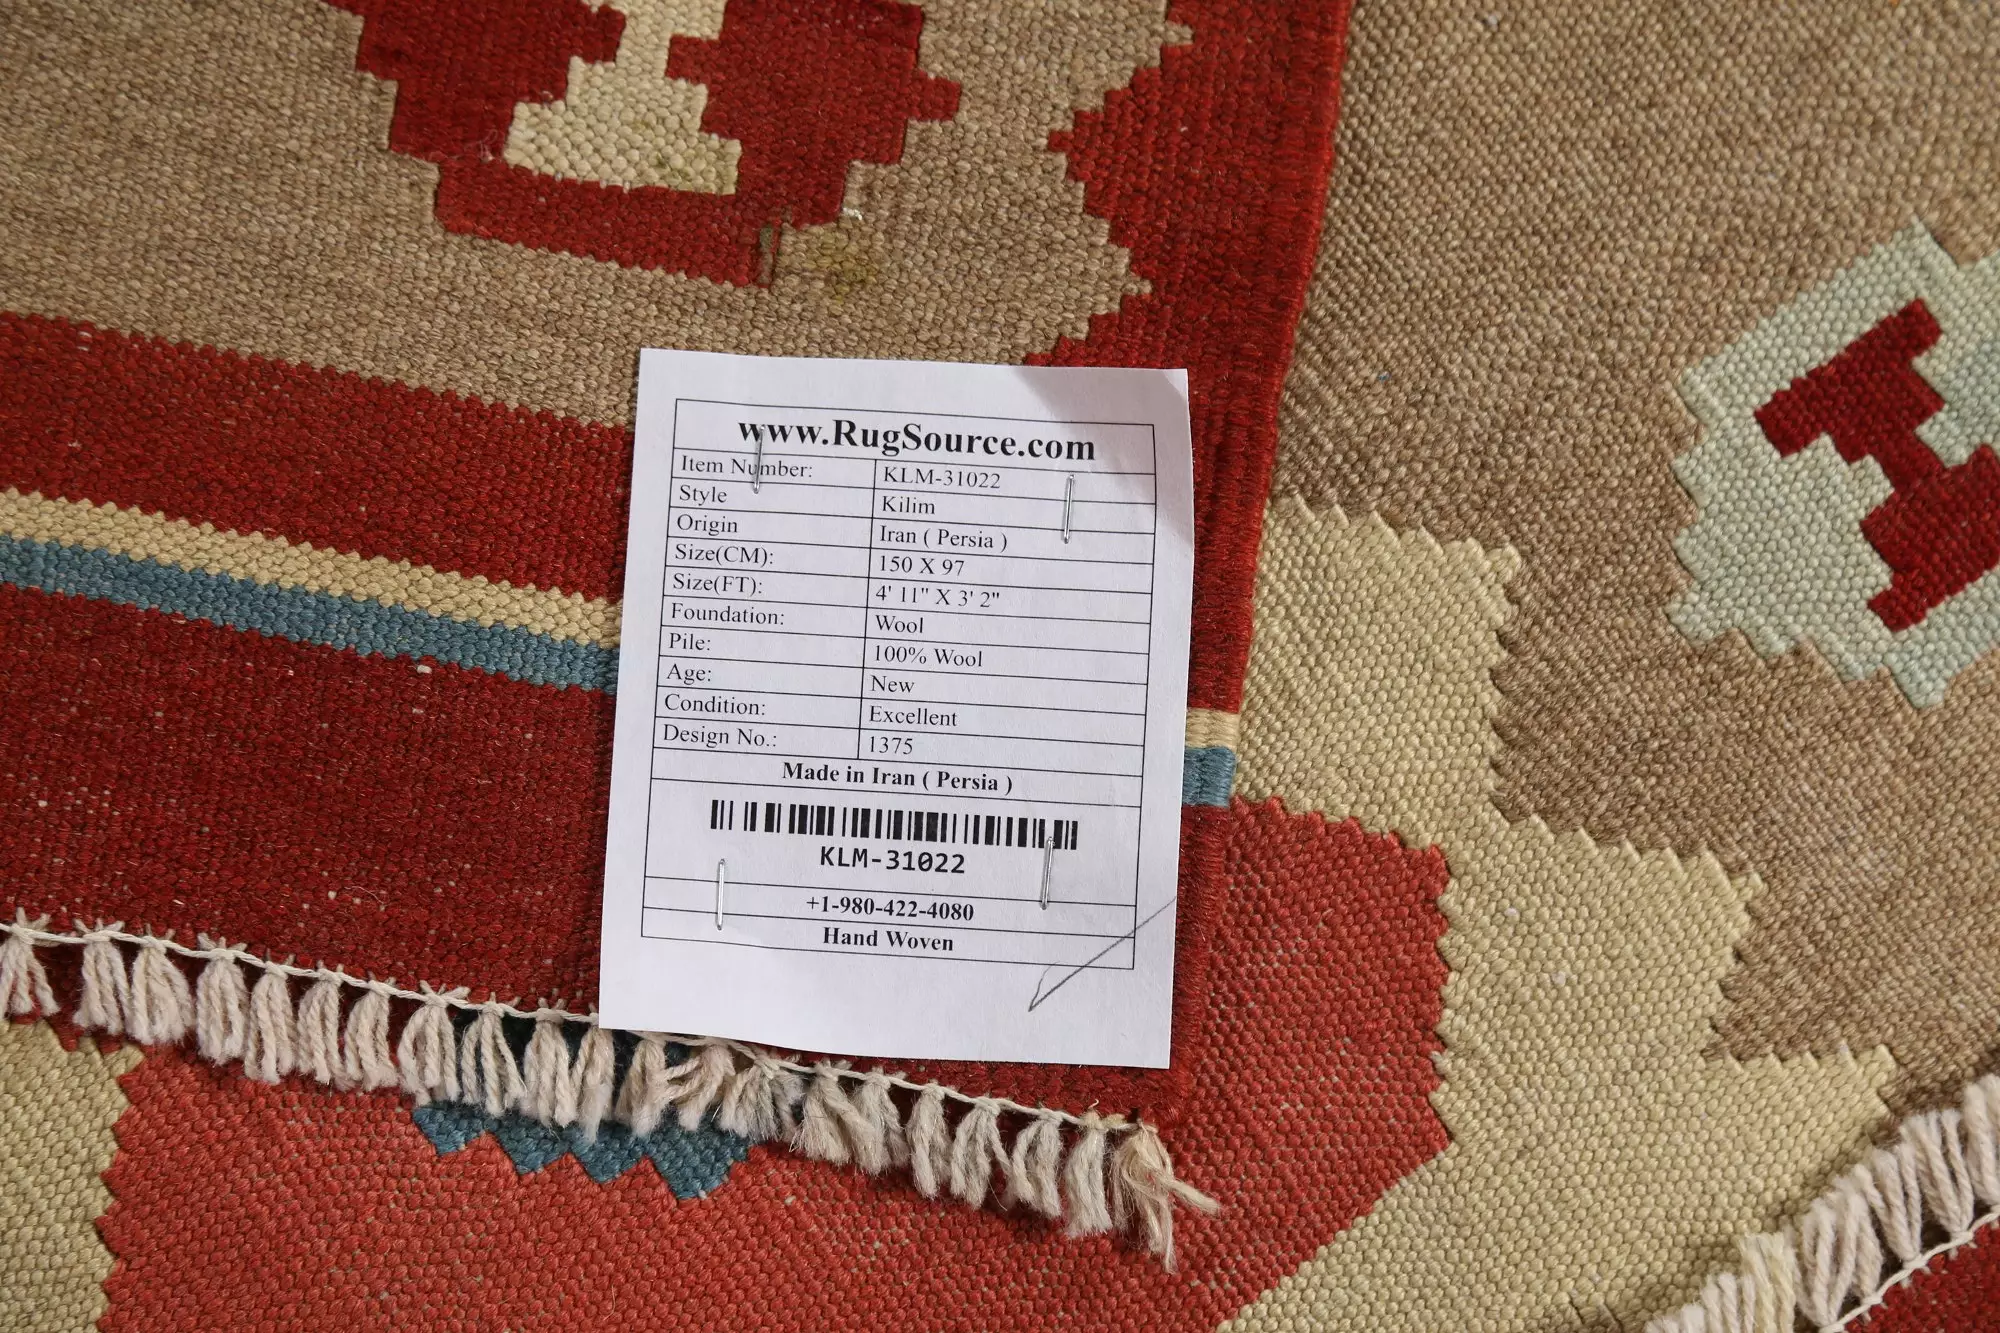 www.RugSource.com
Item Number: KLM-31022
Style Kilim
Origin Iran ( Persia )
Size(CM): 150 X 97
Size(FT): 4' 11" X 3' 2"
Foundation: Wool
Pile: 100% Wool
Age: New
Condition: Excellent
Design No.: 1375
Made in Iran ( Persia )
KLM-31022
+1-980-422-4080
Hand Woven